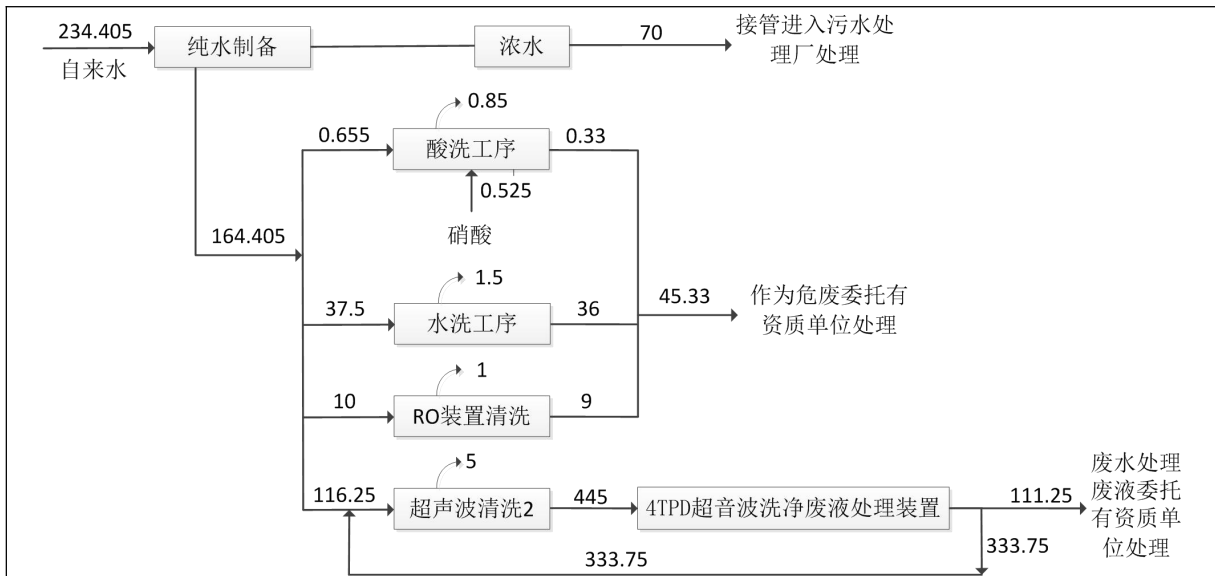 234.405
自来水
纯水制备
浓水
70
接管进入污水处
理厂处理
0.85
0.655
酸洗工序
0.33
0.525
硝酸
164.405
1.5
37.5
水洗工序
36
45.33
作为危废委托有
资质单位处理
1
10
RO装置清洗
9
5
116.25
超声波清洗2
445
4TPD超音波洗净废液处理装置
111.25
废水处理
废液委托
有资质单
位处理
333.75
333.75